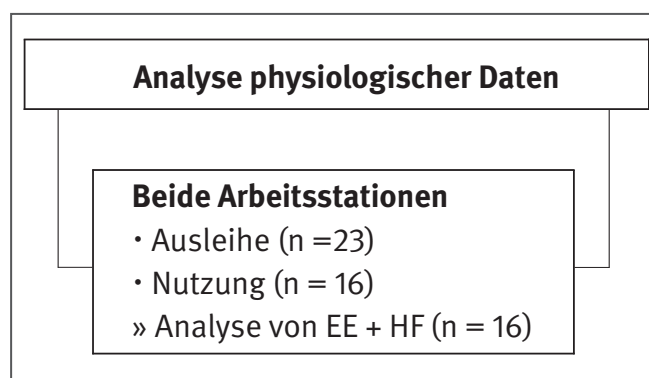 Analyse physiologischer Daten
Beide Arbeitsstationen
· Ausleihe (n =23)
· Nutzung (n = 16)
» Analyse von EE + HF (n = 16)